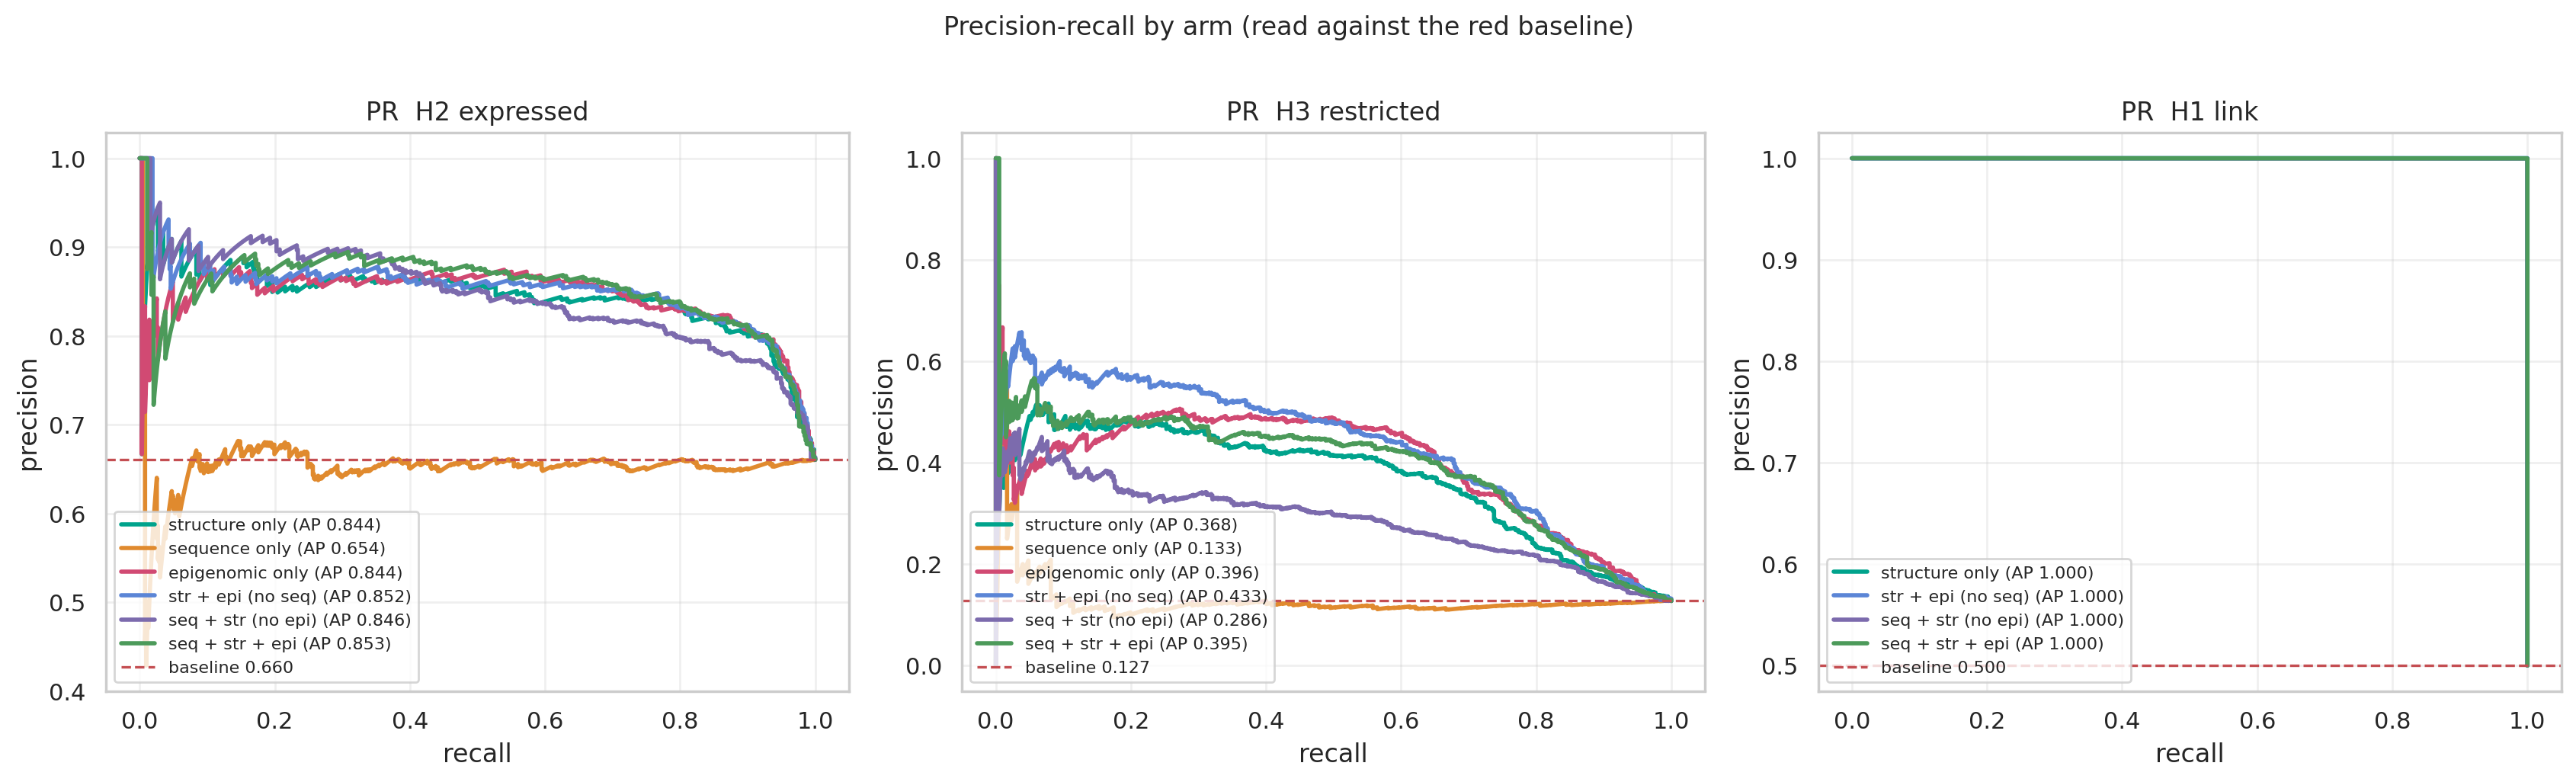 Precision-recall by arm (read against the red baseline)
PR  H2 expressed
precision
1.0
0.9
0.8
0.7
0.6
0.5
0.4
structure only (AP 0.844)
sequence only (AP 0.654)
epigenomic only (AP 0.844)
str + epi (no seq) (AP 0.852)
seq + str (no epi) (AP 0.846)
seq + str + epi (AP 0.853)
baseline 0.660
0.0 0.2 0.4 0.6 0.8 1.0
recall
PR  H3 restricted
precision
1.0
0.8
0.6
0.4
0.2
0.0
structure only (AP 0.368)
sequence only (AP 0.133)
epigenomic only (AP 0.396)
str + epi (no seq) (AP 0.433)
seq + str (no epi) (AP 0.286)
seq + str + epi (AP 0.395)
baseline 0.127
0.0 0.2 0.4 0.6 0.8 1.0
recall
PR  H1 link
precision
1.0
0.9
0.8
0.7
0.6
0.5
structure only (AP 1.000)
str + epi (no seq) (AP 1.000)
seq + str (no epi) (AP 1.000)
seq + str + epi (AP 1.000)
baseline 0.500
0.0 0.2 0.4 0.6 0.8 1.0
recall